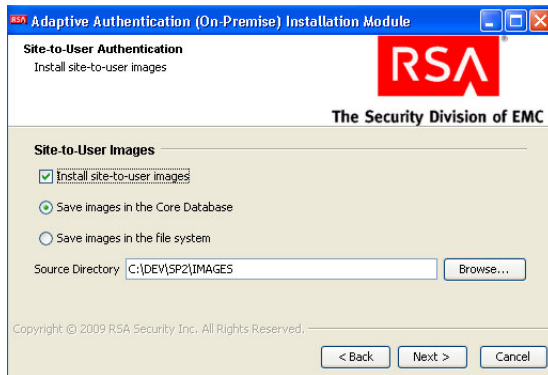 RSA Adaptive Authentication (On-Premise) Installation Module
Site-to-User Authentication
Install site-to-user images
RSA
The Security Division of EMC
Site-to-User Images
Install site-to-user images
Save images in the Core Database
Save images in the file system
Source Directory C:\DEV\SP2\IMAGES Browse...
Copyright © 2009 RSA Security Inc. All Rights Reserved.
< Back Next > Cancel